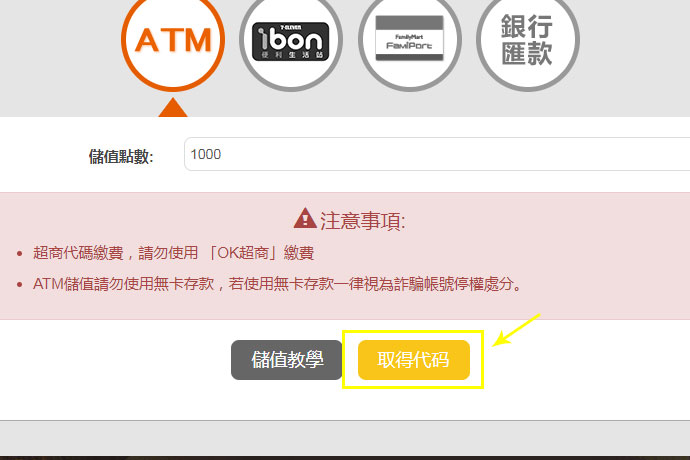 ATM
7-ELEVEN
ibon
便利生活站
FamilyMart
FamiPort
銀行
匯款
儲值點數:
1000
注意事項:
超商代碼繳費，請勿使用 「OK超商」繳費
ATM儲值請勿使用無卡存款，若使用無卡存款一律視為詐騙帳號停權處分。
儲值教學
取得代码